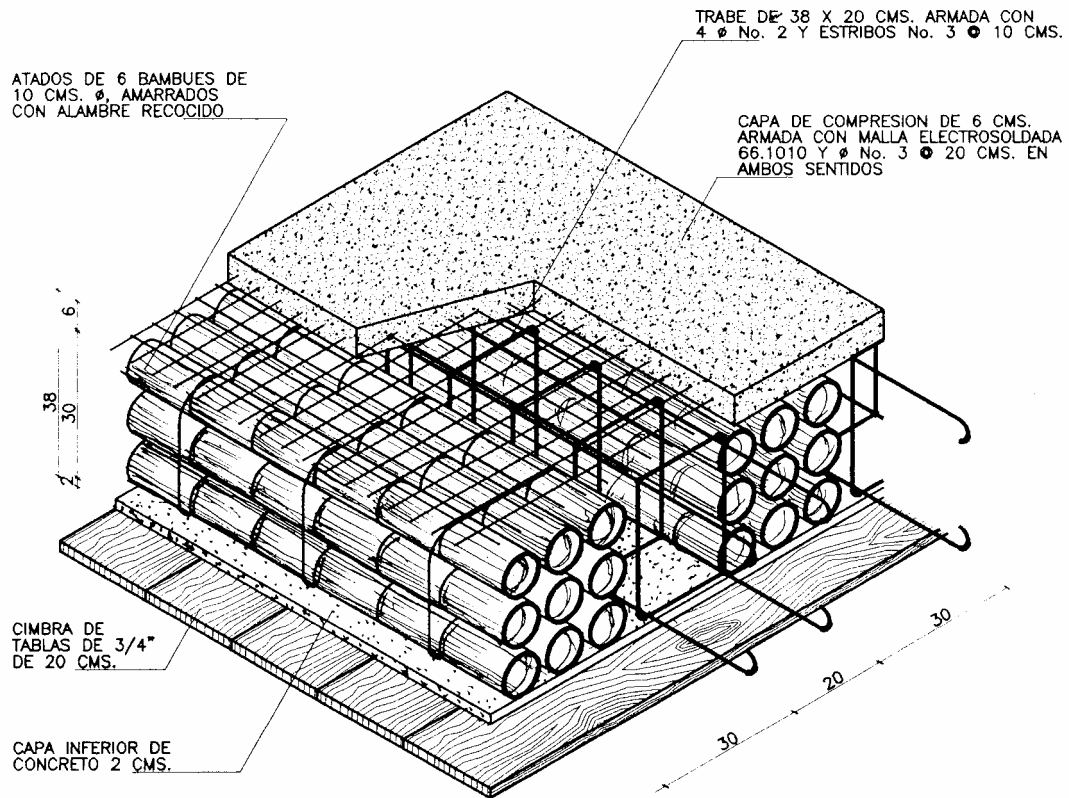 TRABE DE 38 X 20 CMS. ARMADA CON
4 ø No. 2 Y ESTRIBOS No. 3 @ 10 CMS.
ATADOS DE 6 BAMBUES DE
10 CMS. ø, AMARRADOS
CON ALAMBRE RECOCIDO
CAPA DE COMPRESION DE 6 CMS.
ARMADA CON MALLA ELECTROSOLDADA
66.1010 Y ø No. 3 @ 20 CMS. EN
AMBOS SENTIDOS
6
38
30
2
CIMBRA DE
TABLAS DE 3/4"
DE 20 CMS.
CAPA INFERIOR DE
CONCRETO 2 CMS.
30
20
30